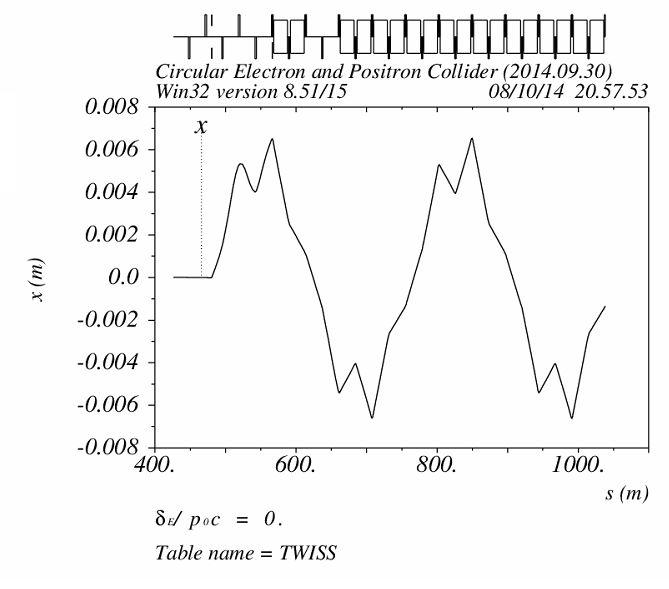 Circular Electron and Positron Collider (2014.09.30)
Win32 version 8.51/15 08/10/14 20.57.53
0.008
x
0.006
0.004
0.002
0.0
x (m)
-0.002
-0.004
-0.006
-0.008
400. 600. 800. 1000.
s (m)
δE/ p0c = 0.
Table name = TWISS